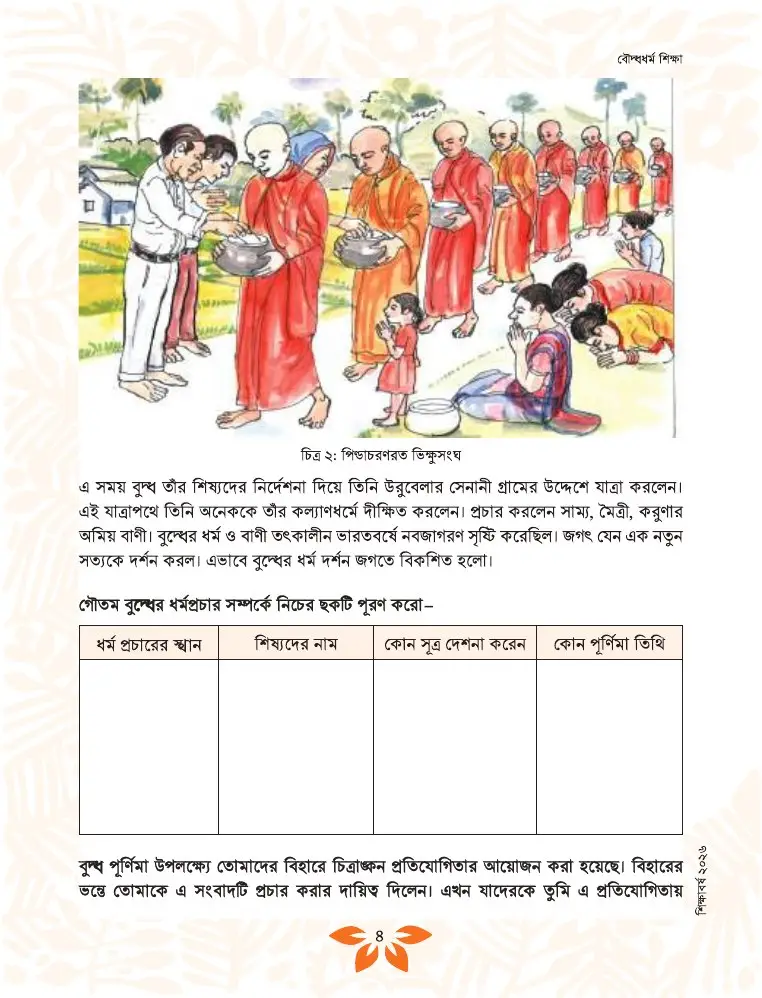 বৌদ্ধধর্ম শিক্ষা
চিত্র ২: পিন্ডাচরণরত ভিক্ষুসংঘ
এ সময় বুদ্ধ তাঁর শিষ্যদের নির্দেশনা দিয়ে তিনি উরুবেলার সেনানী গ্রামের উদ্দেশে যাত্রা করলেন।
এই যাত্রাপথে তিনি অনেককে তাঁর কল্যাণধর্মে দীক্ষিত করলেন। প্রচার করলেন সাম্য, মৈত্রী, করুণার
অমিয় বাণী। বুদ্ধের ধর্ম ও বাণী তৎকালীন ভারতবর্ষে নবজাগরণ সৃষ্টি করেছিল। জগৎ যেন এক নতুন
সত্যকে দর্শন করল। এভাবে বুদ্ধের ধর্ম দর্শন জগতে বিকশিত হলো।
গৌতম বুদ্ধের ধর্মপ্রচার সম্পর্কে নিচের ছকটি পূরণ করো–
ধর্ম প্রচারের স্থান শিষ্যদের নাম কোন সূত্র দেশনা করেন কোন পূর্ণিমা তিথি
বুদ্ধ পূর্ণিমা উপলক্ষ্যে তোমাদের বিহারে চিত্রাঙ্কন প্রতিযোগিতার আয়োজন করা হয়েছে। বিহারের
ভন্তে তোমাকে এ সংবাদটি প্রচার করার দায়িত্ব দিলেন। এখন যাদেরকে তুমি এ প্রতিযোগিতায়
শিক্ষাবর্ষ ২০২৬
৪